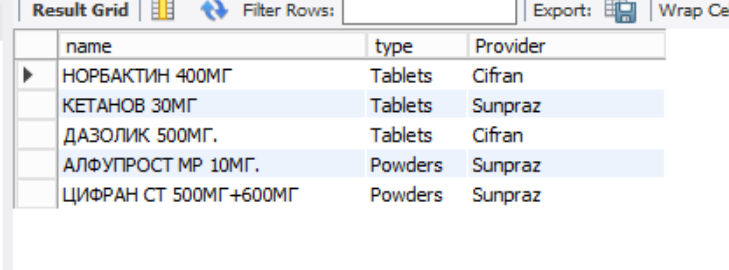 Result Grid Filter Rows: Export: Wrap Ce
name type Provider
НОРБАКТИН 400МГ Tablets Cifran
КЕТАНОВ 30МГ Tablets Sunpraz
ДАЗОЛИК 500МГ. Tablets Cifran
АЛФУПРОСТ МР 10МГ. Powders Sunpraz
ЦИФРАН СТ 500МГ+600МГ Powders Sunpraz